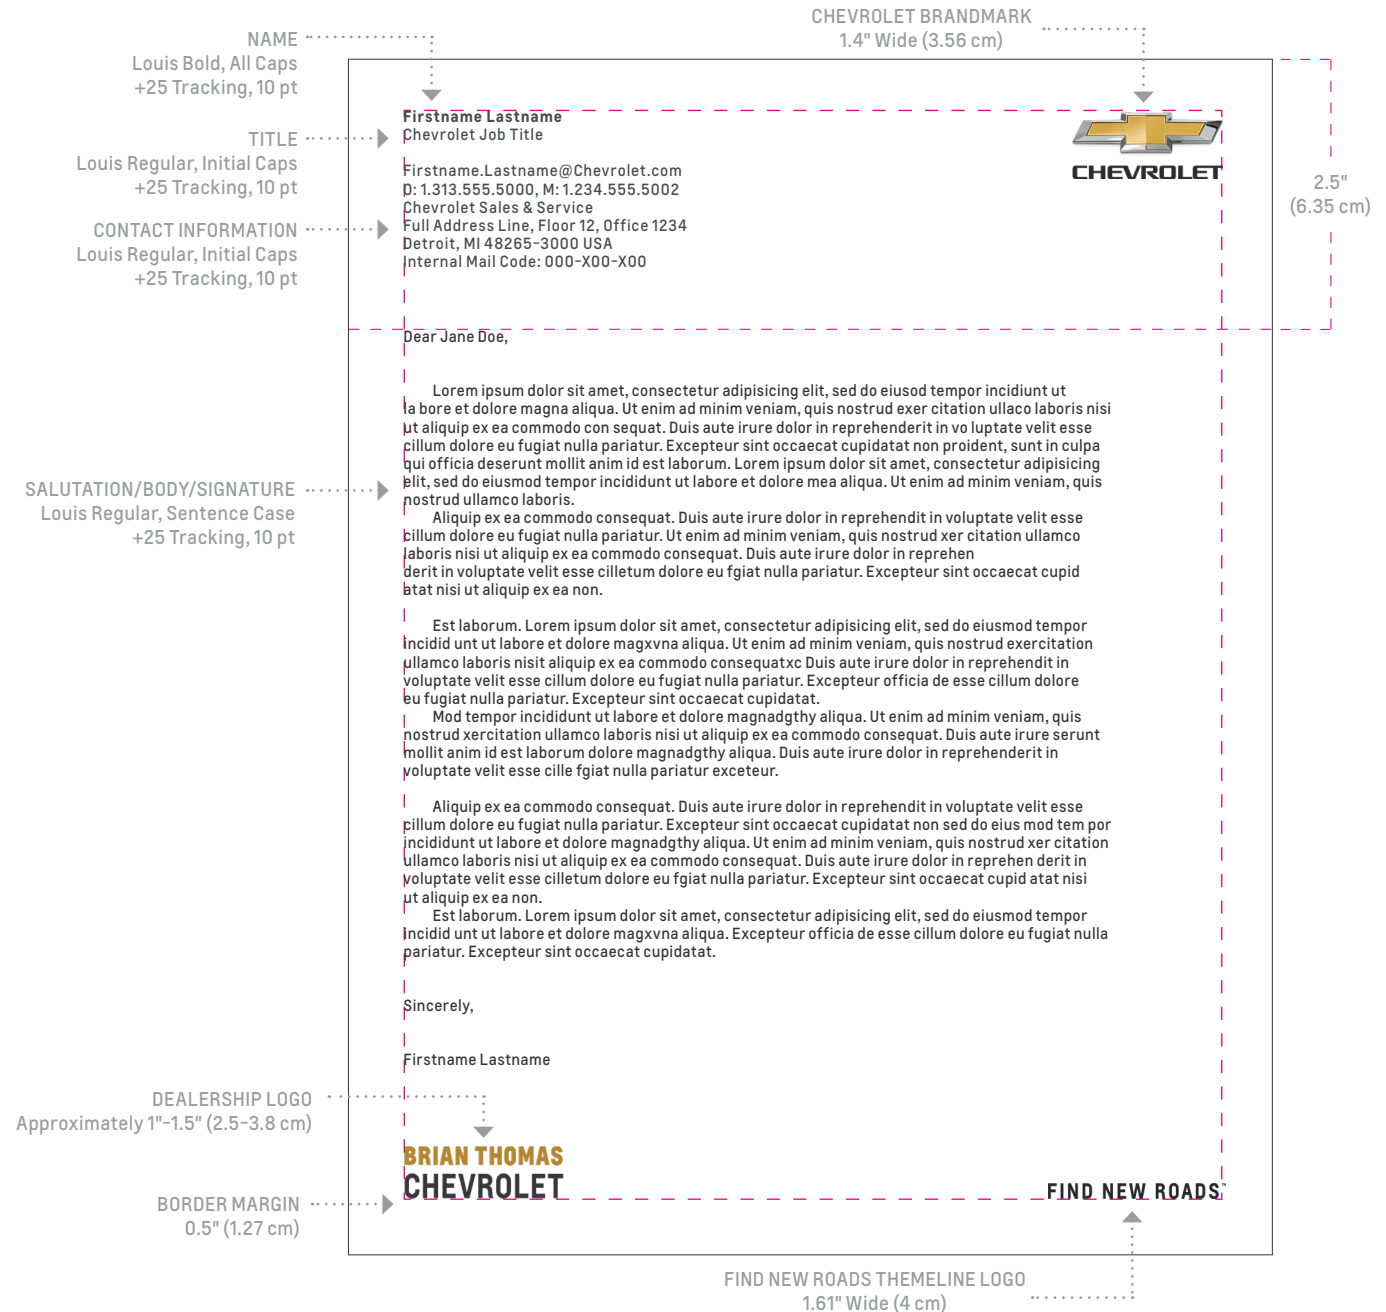 CHEVROLET BRANDMARK
1.4" Wide (3.56 cm)
NAME
Louis Bold, All Caps
+25 Tracking, 10 pt
TITLE
Louis Regular, Initial Caps
+25 Tracking, 10 pt
CONTACT INFORMATION
Louis Regular, Initial Caps
+25 Tracking, 10 pt
Firstname Lastname
Chevrolet Job Title
Firstname.Lastname@Chevrolet.com
O: 1.313.555.5000, M: 1.234.555.5002
Chevrolet Sales & Service
Full Address Line, Floor 12, Office 1234
Detroit, MI 48265-3000 USA
Internal Mail Code: 000-X00-X00
CHEVROLET
2.5"
(6.35 cm)
Dear Jane Doe,
Lorem ipsum dolor sit amet, consectetur adipisicing elit, sed do eiusod tempor incidiunt ut
la bore et dolore magna aliqua. Ut enim ad minim veniam, quis nostrud exer citation ullaco laboris nisi
ut aliquip ex ea commodo con sequat. Duis aute irure dolor in reprehenderit in vo luptate velit esse
cillum dolore eu fugiat nulla pariatur. Excepteur sint occaecat cupidatat non proident, sunt in culpa
qui officia deserunt mollit anim id est laborum. Lorem ipsum dolor sit amet, consectetur adipisicing
elit, sed do eiusmod tempor incididunt ut labore et dolore mea aliqua. Ut enim ad minim veniam, quis
nostrud ullamco laboris.
Aliquip ex ea commodo consequat. Duis aute irure dolor in reprehendit in voluptate velit esse
cillum dolore eu fugiat nulla pariatur. Ut enim ad minim veniam, quis nostrud xer citation ullamco
laboris nisi ut aliquip ex ea commodo consequat. Duis aute irure dolor in reprehen
derit in voluptate velit esse cilletum dolore eu fgiat nulla pariatur. Excepteur sint occaecat cupid
atat nisi ut aliquip ex ea non.
Est laborum. Lorem ipsum dolor sit amet, consectetur adipisicing elit, sed do eiusmod tempor
incidid unt ut labore et dolore magxvna aliqua. Ut enim ad minim veniam, quis nostrud exercitation
ullamco laboris nisit aliquip ex ea commodo consequatxc Duis aute irure dolor in reprehendit in
voluptate velit esse cillum dolore eu fugiat nulla pariatur. Excepteur officia de esse cillum dolore
eu fugiat nulla pariatur. Excepteur sint occaecat cupidatat.
Mod tempor incididunt ut labore et dolore magnadgthy aliqua. Ut enim ad minim veniam, quis
nostrud xercitation ullamco laboris nisi ut aliquip ex ea commodo consequat. Duis aute irure serunt
mollit anim id est laborum dolore magnadgthy aliqua. Duis aute irure dolor in reprehenderit in
voluptate velit esse cille fgiat nulla pariatur exceteur.
Aliquip ex ea commodo consequat. Duis aute irure dolor in reprehendit in voluptate velit esse
cillum dolore eu fugiat nulla pariatur. Excepteur sint occaecat cupidatat non sed do eius mod tem por
incididunt ut labore et dolore magnadgthy aliqua. Ut enim ad minim veniam, quis nostrud xer citation
ullamco laboris nisi ut aliquip ex ea commodo consequat. Duis aute irure dolor in reprehen derit in
voluptate velit esse cilletum dolore eu fgiat nulla pariatur. Excepteur sint occaecat cupid atat nisi
ut aliquip ex ea non.
Est laborum. Lorem ipsum dolor sit amet, consectetur adipisicing elit, sed do eiusmod tempor
incidid unt ut labore et dolore magxvna aliqua. Excepteur officia de esse cillum dolore eu fugiat nulla
pariatur. Excepteur sint occaecat cupidatat.
SALUTATION/BODY/SIGNATURE
Louis Regular, Sentence Case
+25 Tracking, 10 pt
Sincerely,
Firstname Lastname
DEALERSHIP LOGO
Approximately 1"-1.5" (2.5-3.8 cm)
BRIAN THOMAS
CHEVROLET
BORDER MARGIN
0.5" (1.27 cm)
FIND NEW ROADS™
FIND NEW ROADS THEMELINE LOGO
1.61" Wide (4 cm)